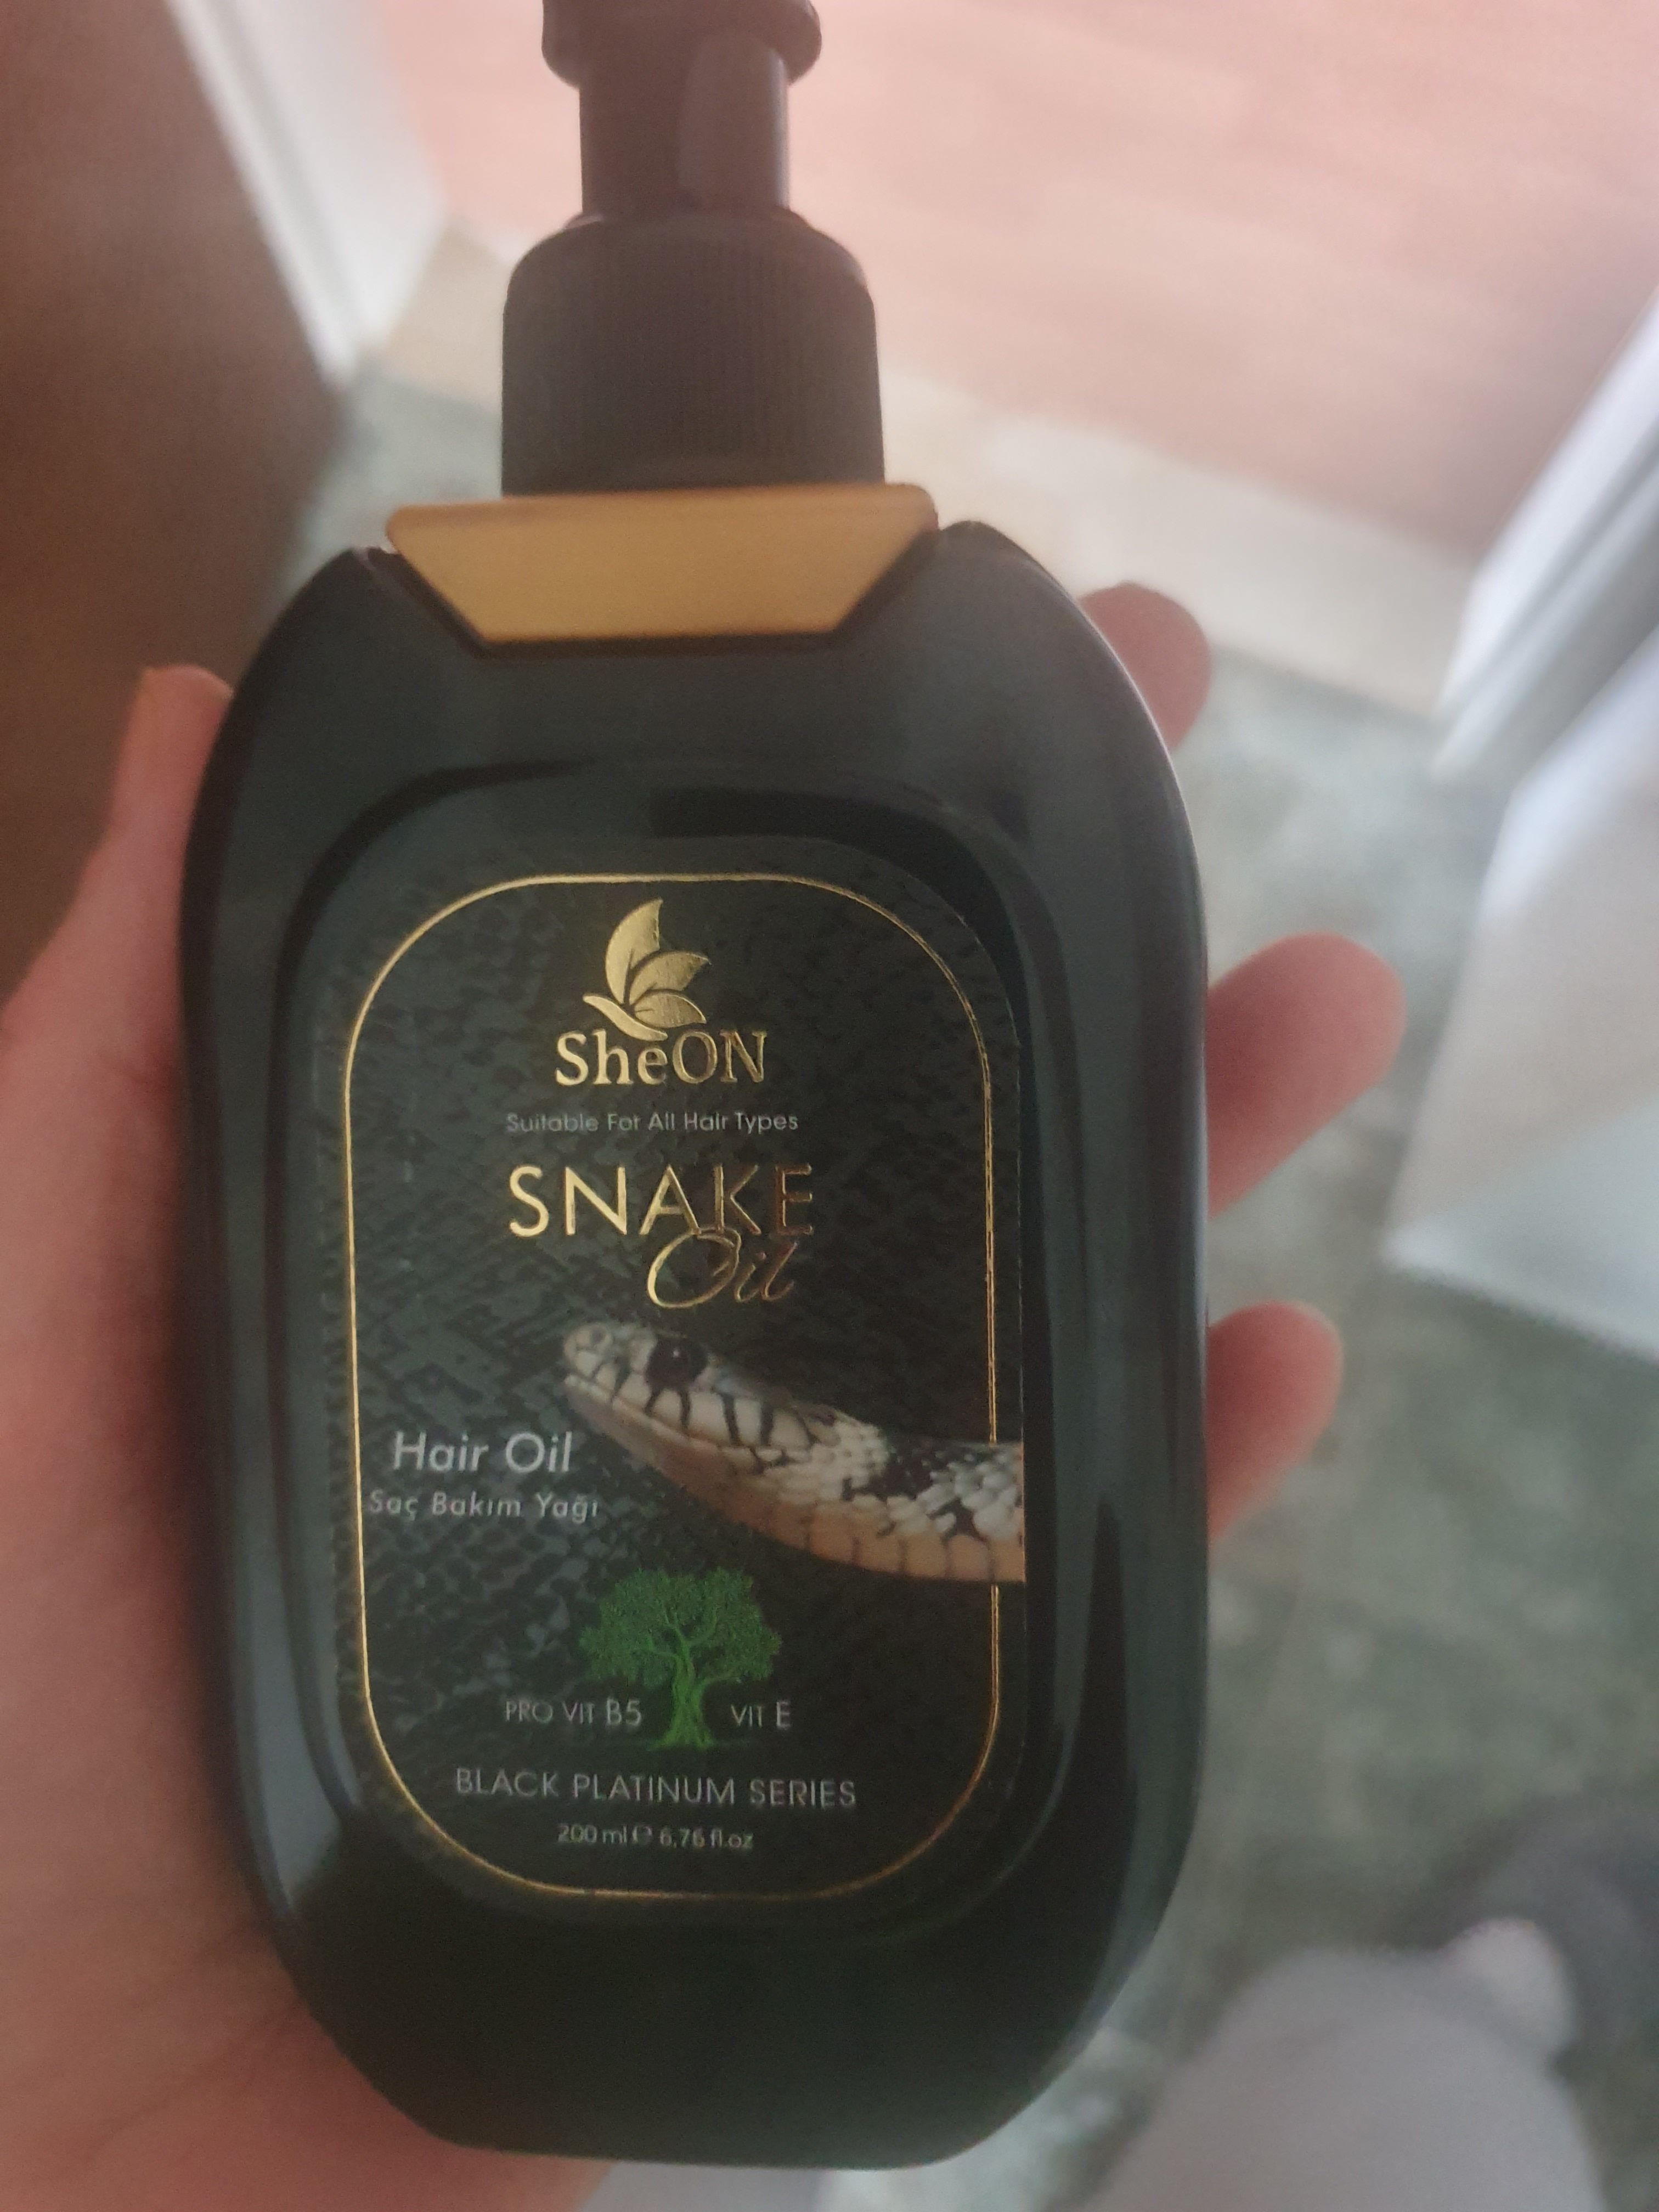 SheON
Suitable For All Hair Types
SNAKE
Oil
Hair Oil
Saç Bakım Yağı
PRO VIT B5 VIT E
BLACK PLATINUM SERIES
200 ml ℮ 6,76 fl.oz